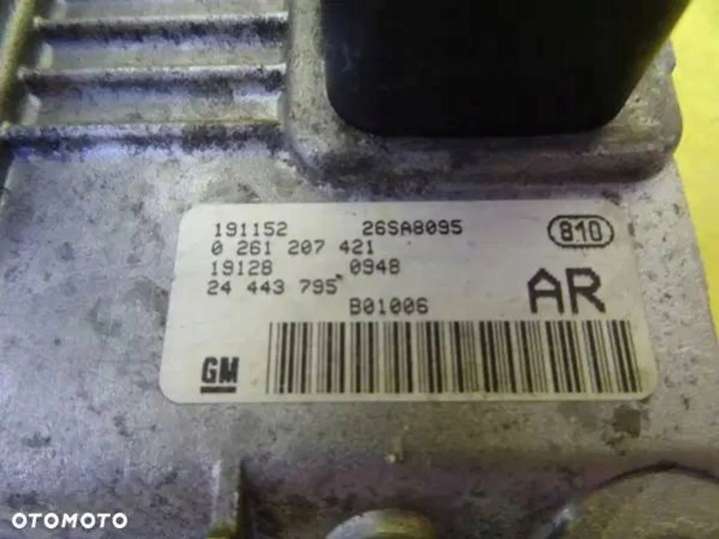 191152 26SA8095 810
0 261 207 421
19128 0948
24 443 795 AR
B01006
GM
OTOMOTO